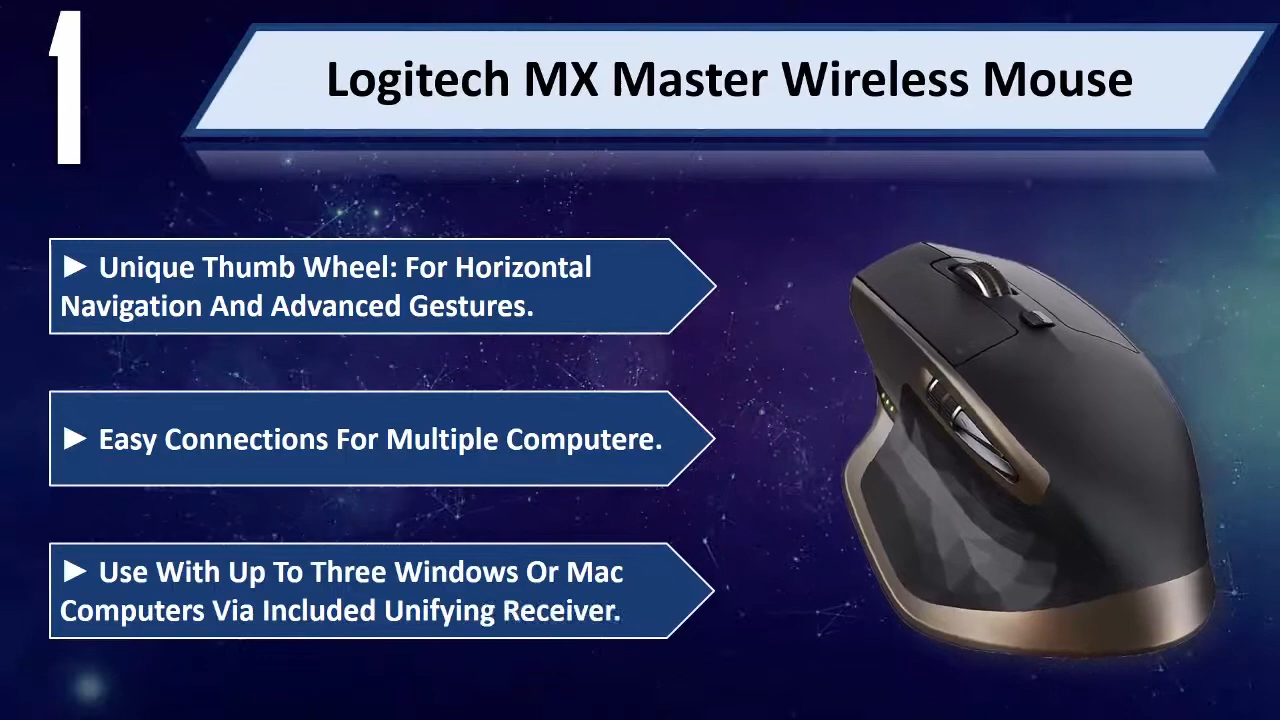 1
Logitech MX Master Wireless Mouse
► Unique Thumb Wheel: For Horizontal
Navigation And Advanced Gestures.
► Easy Connections For Multiple Computere.
► Use With Up To Three Windows Or Mac
Computers Via Included Unifying Receiver.